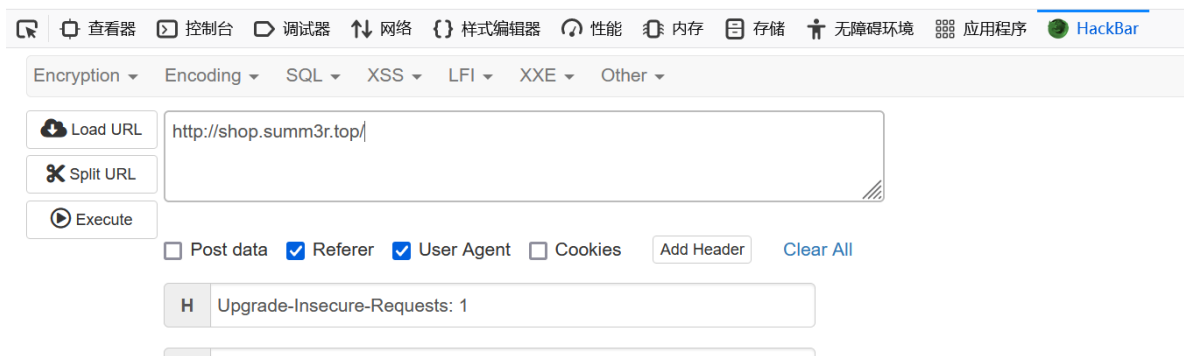 查看器 控制台 调试器 网络 样式编辑器 性能 内存 存储 无障碍环境 应用程序 HackBar
Encryption Encoding SQL XSS LFI XXE Other
Load URL http://shop.summ3r.top/
Split URL
Execute
Post data Referer User Agent Cookies Add Header Clear All
H Upgrade-Insecure-Requests: 1